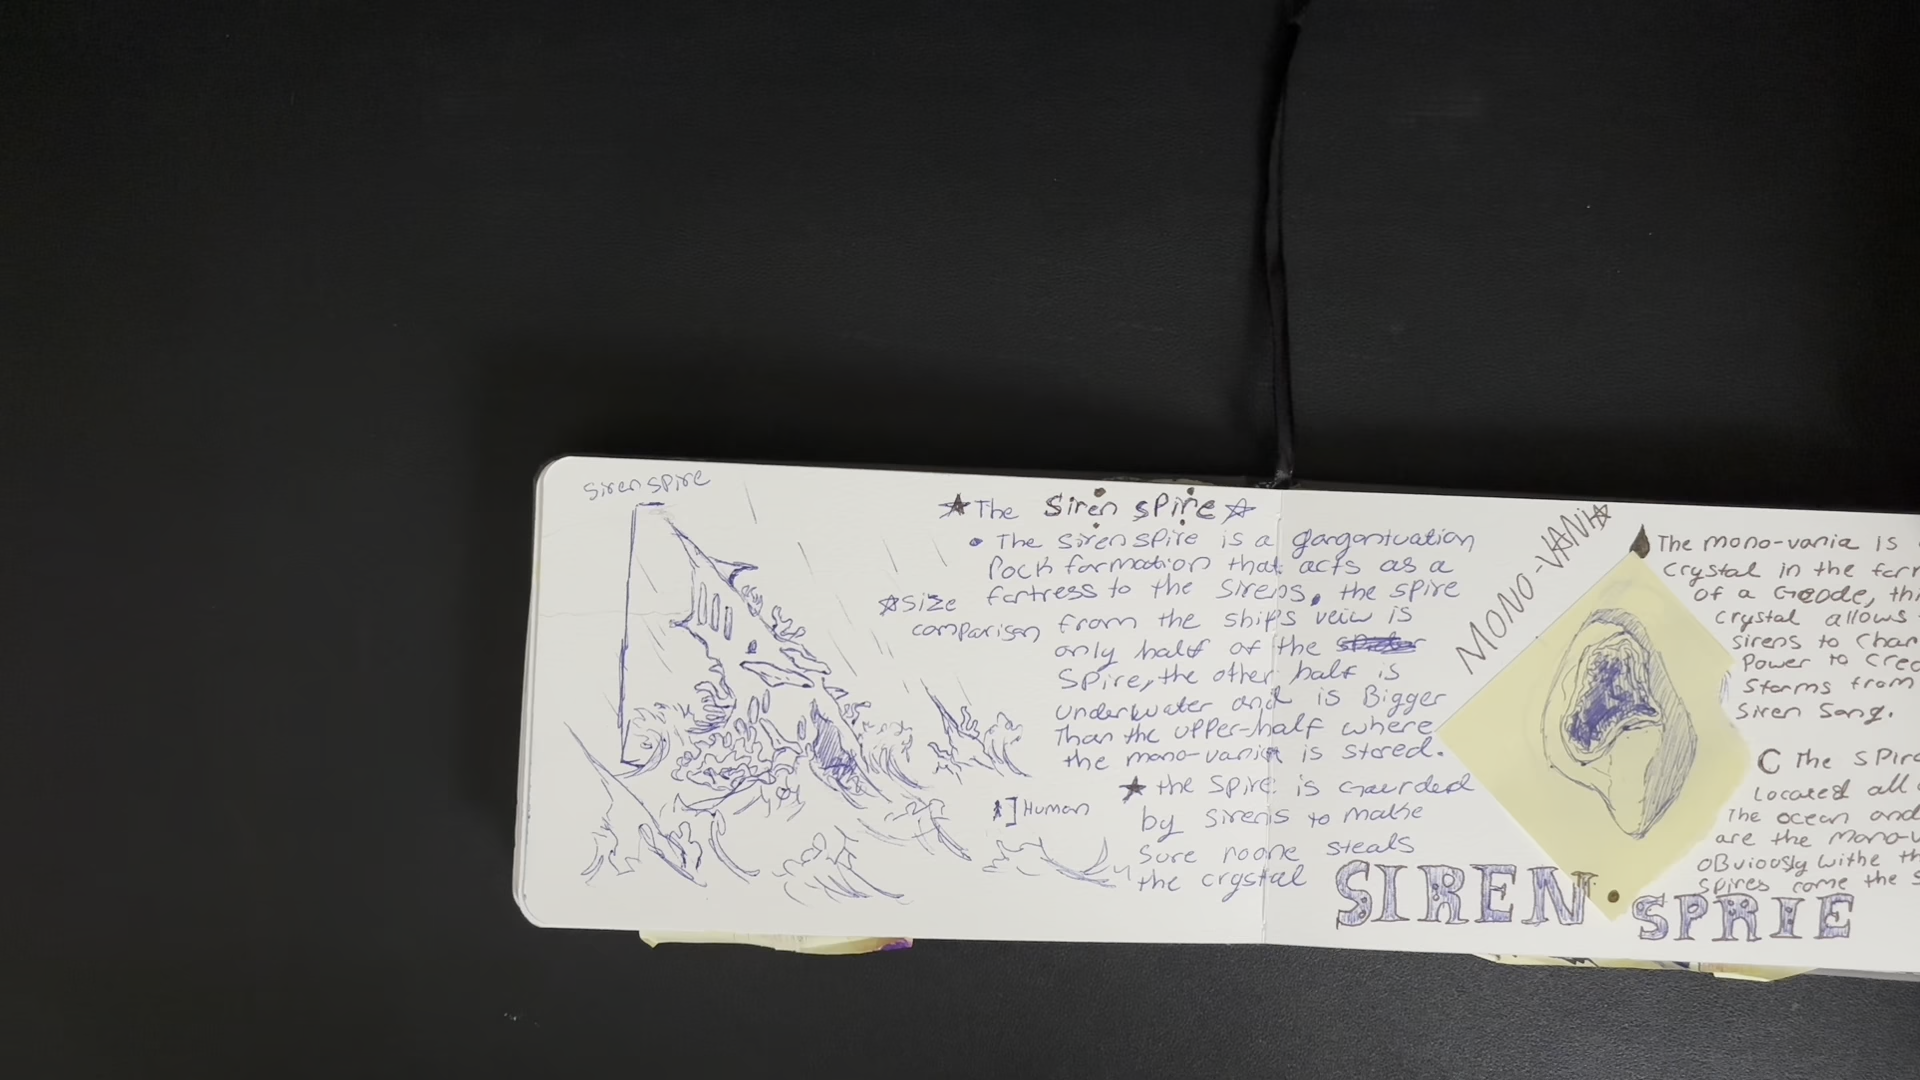 Siren spire
★The Siren spire☆
• The siren spire is a gargontuation
Rock formation that acts as a
fortress to the sirens, the spire
from the ships veiw is
only half of the
Spire, the other half is
underwater and is Bigger
Than the upper-half where
the mono-vania is stored.
☆Size
comparison
Human
★ the spire is Gaurded
by sirens to make
Sure noone steals
the crystal
MONO-VANIA
The mono-vania is
Crystal in the
of a Geode,
crystal allows
sirens to
Power to
Storms from
Siren Song.
The
Located all
The ocean and
are the
OBviously withe
Spires come the
SIREN • SPRIE